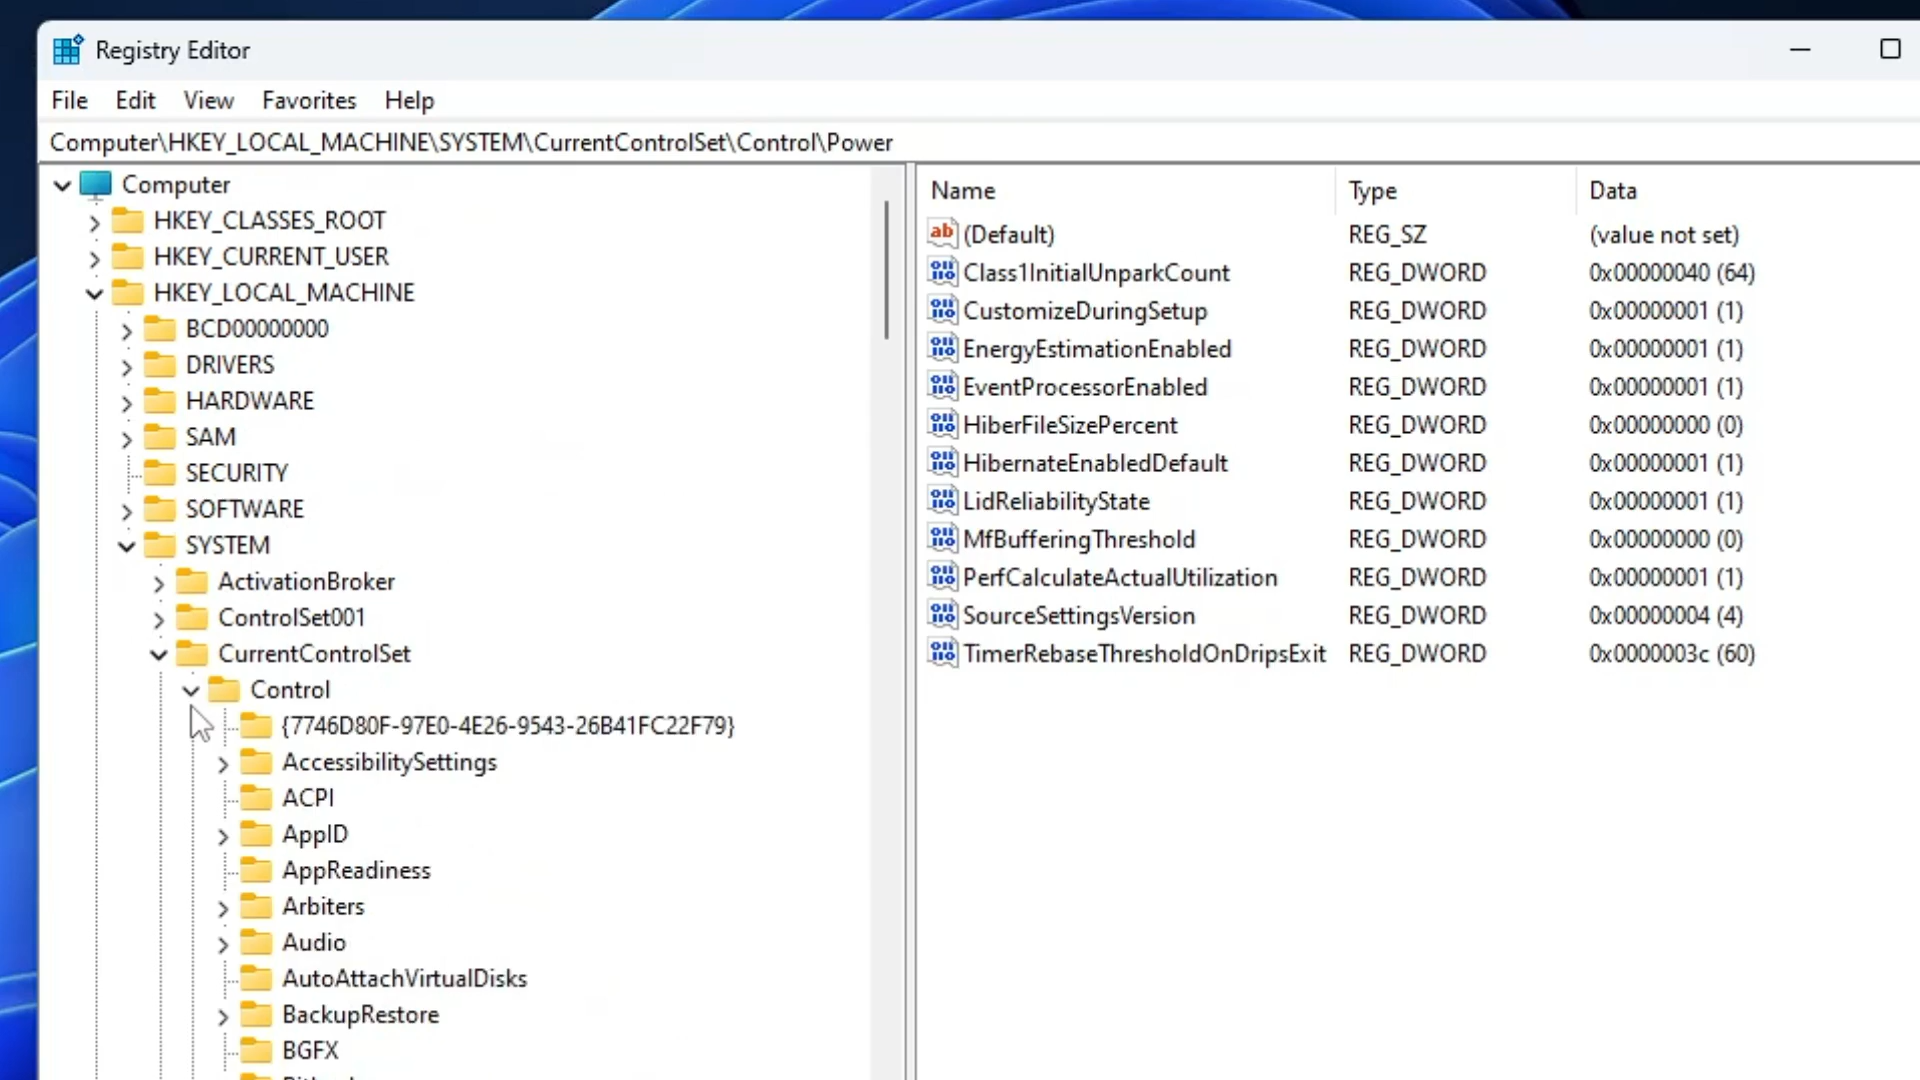 Registry Editor
File Edit View Favorites Help
Computer\HKEY_LOCAL_MACHINE\SYSTEM\CurrentControlSet\Control\Power
Computer
HKEY_CLASSES_ROOT
HKEY_CURRENT_USER
HKEY_LOCAL_MACHINE
BCD00000000
DRIVERS
HARDWARE
SAM
SECURITY
SOFTWARE
SYSTEM
ActivationBroker
ControlSet001
CurrentControlSet
Control
{7746D80F-97E0-4E26-9543-26B41FC22F79}
AccessibilitySettings
ACPI
AppID
AppReadiness
Arbiters
Audio
AutoAttachVirtualDisks
BackupRestore
BGFX
Name Type Data
(Default) REG_SZ (value not set)
Class1InitialUnparkCount REG_DWORD 0x00000040 (64)
CustomizeDuringSetup REG_DWORD 0x00000001 (1)
EnergyEstimationEnabled REG_DWORD 0x00000001 (1)
EventProcessorEnabled REG_DWORD 0x00000001 (1)
HiberFileSizePercent REG_DWORD 0x00000000 (0)
HibernateEnabledDefault REG_DWORD 0x00000001 (1)
LidReliabilityState REG_DWORD 0x00000001 (1)
MfBufferingThreshold REG_DWORD 0x00000000 (0)
PerfCalculateActualUtilization REG_DWORD 0x00000001 (1)
SourceSettingsVersion REG_DWORD 0x00000004 (4)
TimerRebaseThresholdOnDripsExit REG_DWORD 0x0000003c (60)